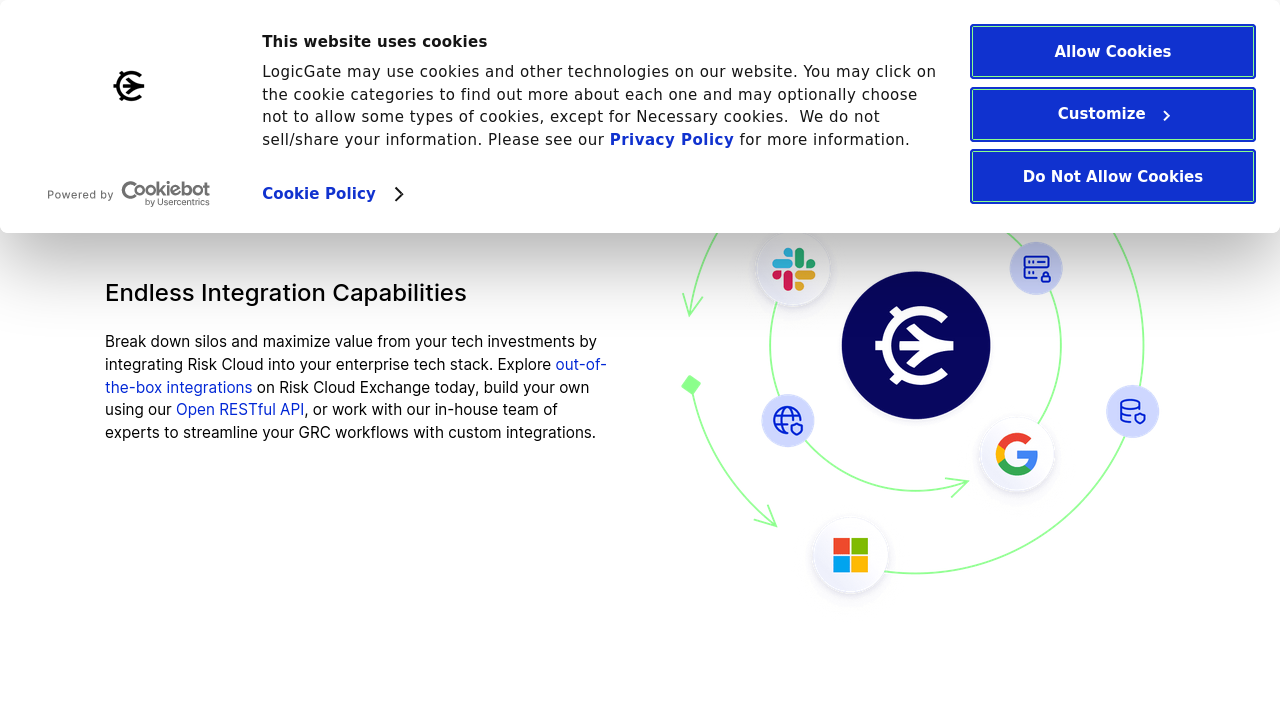 This website uses cookies
LogicGate may use cookies and other technologies on our website. You may click on
the cookie categories to find out more about each one and may optionally choose
not to allow some types of cookies, except for Necessary cookies.  We do not
sell/share your information. Please see our Privacy Policy for more information.
Cookie Policy
Powered by Cookiebot
by Usercentrics
Allow Cookies
Customize
Do Not Allow Cookies
Endless Integration Capabilities
Break down silos and maximize value from your tech investments by
integrating Risk Cloud into your enterprise tech stack. Explore out-of-
the-box integrations on Risk Cloud Exchange today, build your own
using our Open RESTful API, or work with our in-house team of
experts to streamline your GRC workflows with custom integrations.